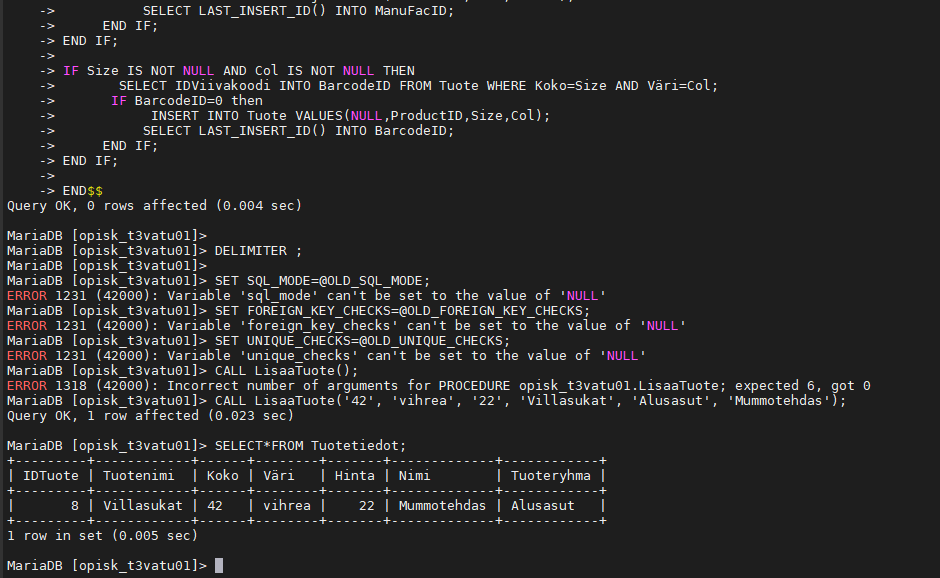 ->           SELECT LAST_INSERT_ID() INTO ManuFacID;
    ->      END IF;
    -> END IF;
    ->
    -> IF Size IS NOT NULL AND Col IS NOT NULL THEN
    ->        SELECT IDViivakoodi INTO BarcodeID FROM Tuote WHERE Koko=Size AND Väri=Col;
    ->       IF BarcodeID=0 then
    ->            INSERT INTO Tuote VALUES(NULL,ProductID,Size,Col);
    ->           SELECT LAST_INSERT_ID() INTO BarcodeID;
    ->      END IF;
    -> END IF;
    ->
    -> END$$
Query OK, 0 rows affected (0.004 sec)

MariaDB [opisk_t3vatu01]>
MariaDB [opisk_t3vatu01]> DELIMITER ;
MariaDB [opisk_t3vatu01]>
MariaDB [opisk_t3vatu01]> SET SQL_MODE=@OLD_SQL_MODE;
ERROR 1231 (42000): Variable 'sql_mode' can't be set to the value of 'NULL'
MariaDB [opisk_t3vatu01]> SET FOREIGN_KEY_CHECKS=@OLD_FOREIGN_KEY_CHECKS;
ERROR 1231 (42000): Variable 'foreign_key_checks' can't be set to the value of 'NULL'
MariaDB [opisk_t3vatu01]> SET UNIQUE_CHECKS=@OLD_UNIQUE_CHECKS;
ERROR 1231 (42000): Variable 'unique_checks' can't be set to the value of 'NULL'
MariaDB [opisk_t3vatu01]> CALL LisaaTuote();
ERROR 1318 (42000): Incorrect number of arguments for PROCEDURE opisk_t3vatu01.LisaaTuote; expected 6, got 0
MariaDB [opisk_t3vatu01]> CALL LisaaTuote('42', 'vihrea', '22', 'Villasukat', 'Alusasut', 'Mummotehdas');
Query OK, 1 row affected (0.023 sec)

MariaDB [opisk_t3vatu01]> SELECT*FROM Tuotetiedot;
+---------+------------+------+--------+-------+-------------+------------+
| IDTuote | Tuotenimi  | Koko | Väri   | Hinta | Nimi        | Tuoteryhma |
+---------+------------+------+--------+-------+-------------+------------+
|       8 | Villasukat | 42   | vihrea |    22 | Mummotehdas | Alusasut   |
+---------+------------+------+--------+-------+-------------+------------+
1 row in set (0.005 sec)

MariaDB [opisk_t3vatu01]>